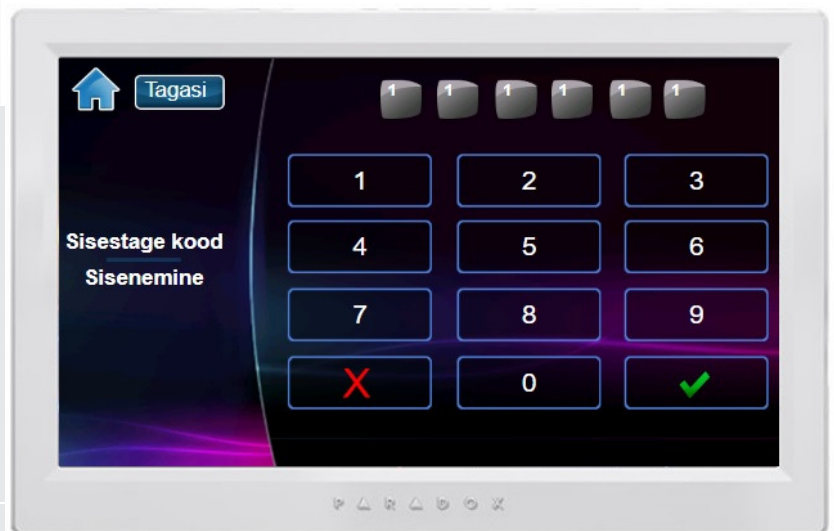 Tagasi
1 1 1 1 1 1
1 2 3
Sisestage kood
Sisenemine
4 5 6
7 8 9
X 0
PARADOX